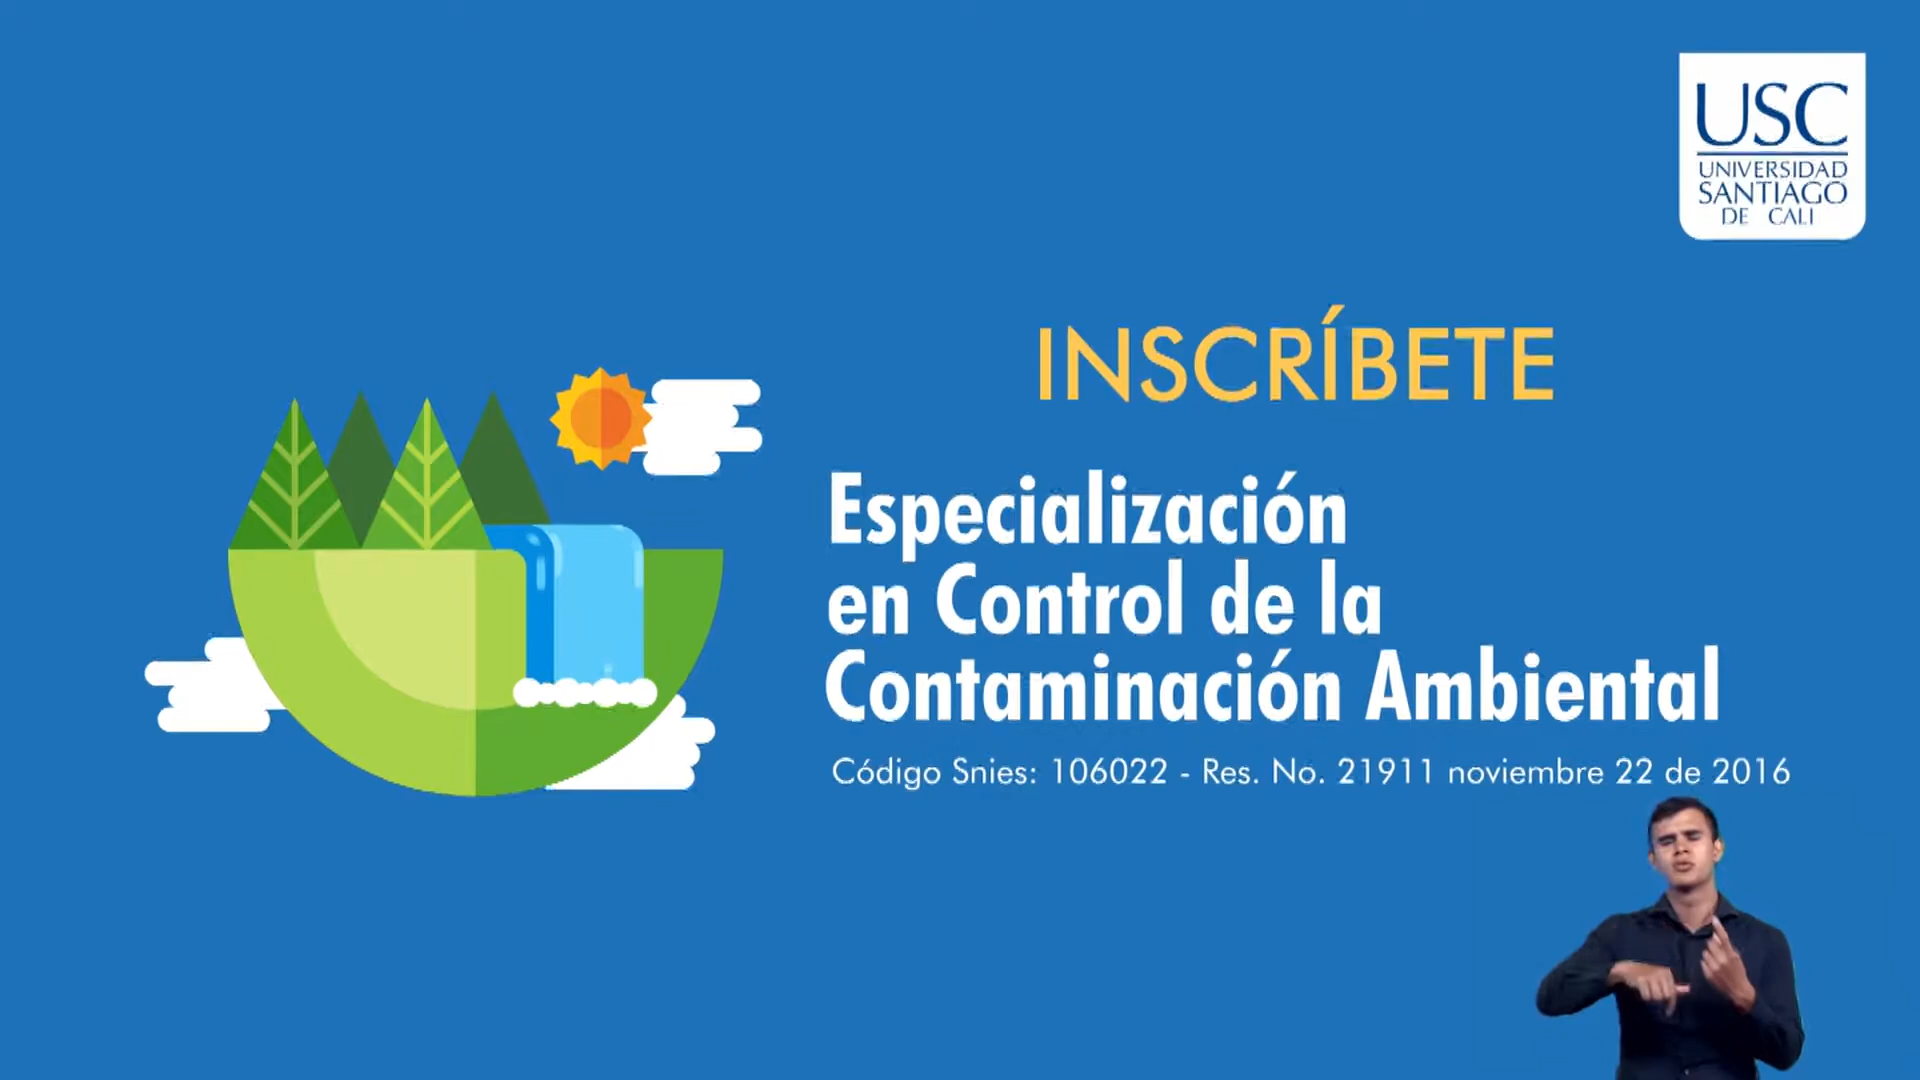 USC
UNIVERSIDAD
SANTIAGO
DE CALI
INSCRÍBETE
Especialización
en Control de la
Contaminación Ambiental
Código Snies: 106022 - Res. No. 21911 noviembre 22 de 2016